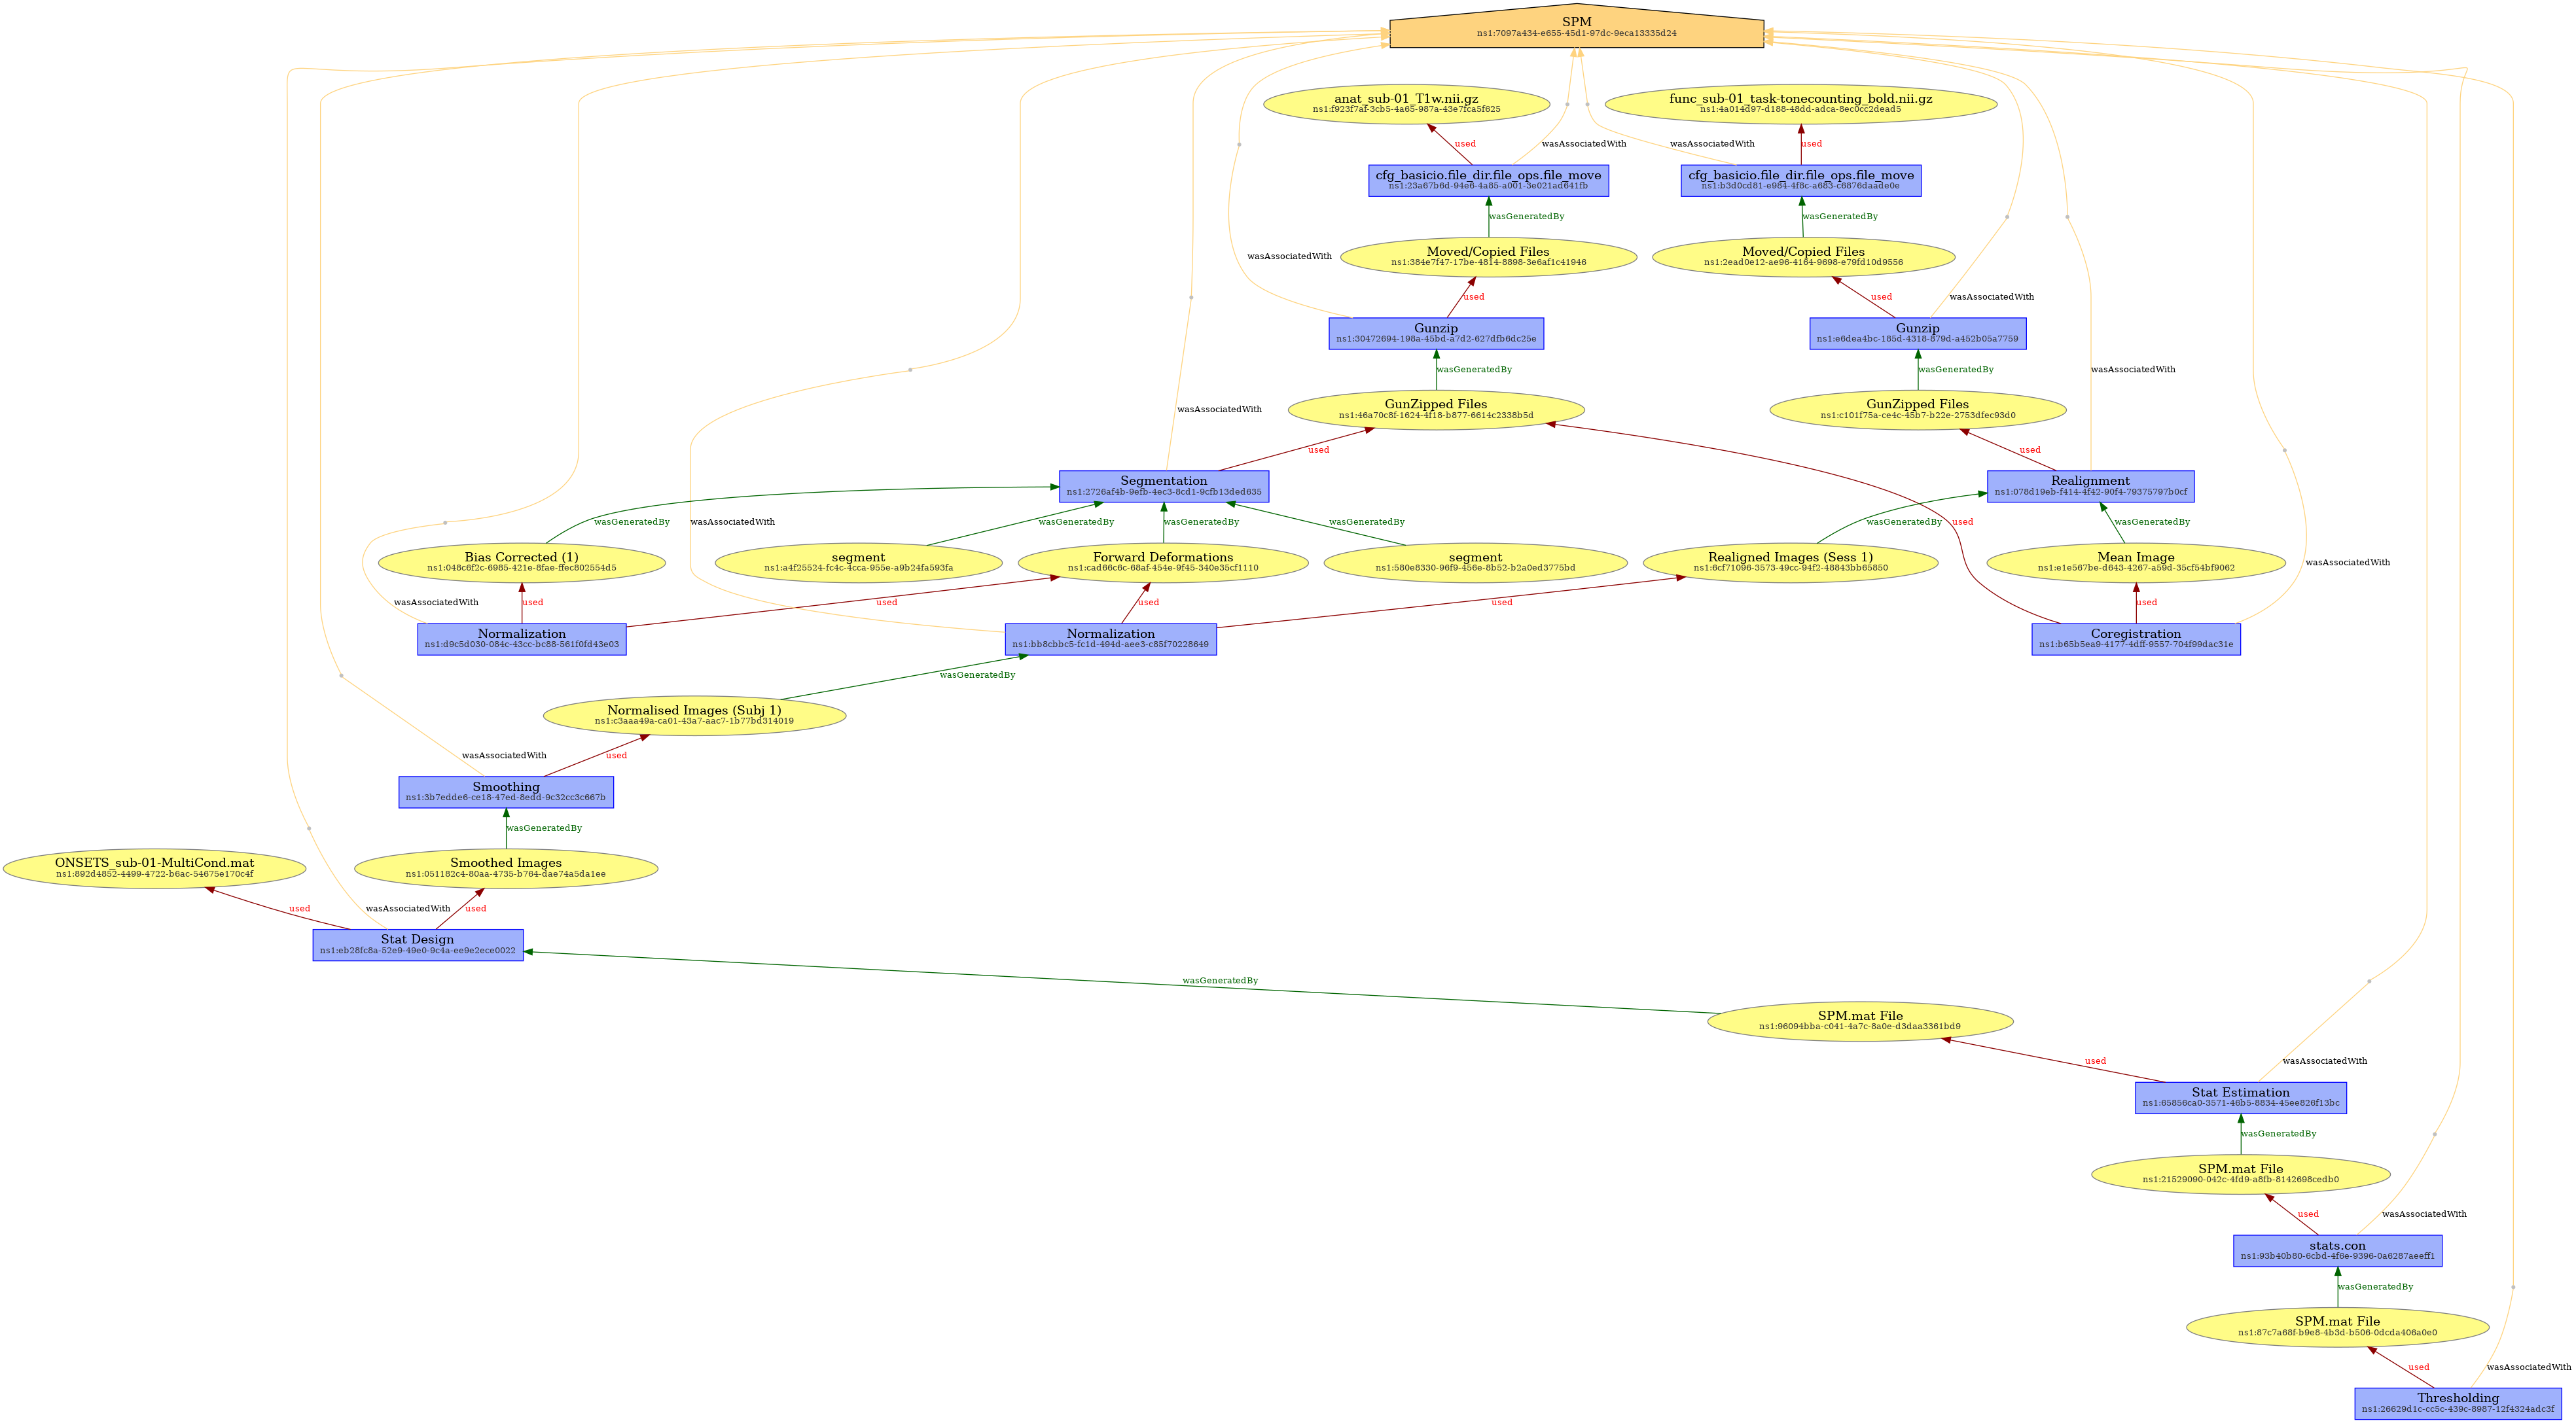 SPM
ns1:7097a434-e655-45d1-97dc-9eca13335d24
anat_sub-01_T1w.nii.gz
ns1:f923f7af-3cb5-4a65-987a-43e7fca5f625
func_sub-01_task-tonecounting_bold.nii.gz
ns1:4a014d97-d188-48dd-adca-8ec0cc2dead5
used
wasAssociatedWith
wasAssociatedWith
used
cfg_basicio.file_dir.file_ops.file_move
ns1:23a67b6d-94e6-4a85-a001-3e021ad641fb
cfg_basicio.file_dir.file_ops.file_move
ns1:b3d0cd81-e984-4f8c-a683-c6876daade0e
wasGeneratedBy
wasGeneratedBy
wasAssociatedWith
Moved/Copied Files
ns1:384e7f47-17be-4814-8898-3e6af1c41946
Moved/Copied Files
ns1:2ead0e12-ae96-4164-9698-e79fd10d9556
used
used
wasAssociatedWith
Gunzip
ns1:30472694-198a-45bd-a7d2-627dfb6dc25e
Gunzip
ns1:e6dea4bc-185d-4318-879d-a452b05a7759
wasGeneratedBy
wasGeneratedBy
wasAssociatedWith
wasAssociatedWith
GunZipped Files
ns1:46a70c8f-1624-4f18-b877-6614c2338b5d
GunZipped Files
ns1:c101f75a-ce4c-45b7-b22e-2753dfec93d0
used
used
Segmentation
ns1:2726af4b-9efb-4ec3-8cd1-9cfb13ded635
Realignment
ns1:078d19eb-f414-4f42-90f4-79375797b0cf
wasGeneratedBy
wasAssociatedWith
wasGeneratedBy
wasGeneratedBy
wasGeneratedBy
wasGeneratedBy
used
wasGeneratedBy
Bias Corrected (1)
ns1:048c6f2c-6985-421e-8fae-ffec802554d5
segment
ns1:a4f25524-fc4c-4cca-955e-a9b24fa593fa
Forward Deformations
ns1:cad66c6c-68af-454e-9f45-340e35cf1110
segment
ns1:580e8330-96f9-456e-8b52-b2a0ed3775bd
Realigned Images (Sess 1)
ns1:6cf71096-3573-49cc-94f2-48843bb65850
Mean Image
ns1:e1e567be-d643-4267-a59d-35cf54bf9062
wasAssociatedWith
wasAssociatedWith
used
used
used
used
used
Normalization
ns1:d9c5d030-084c-43cc-bc88-561f0fd43e03
Normalization
ns1:bb8cbbc5-fc1d-494d-aee3-c85f70228649
Coregistration
ns1:b65b5ea9-4177-4dff-9557-704f99dac31e
wasGeneratedBy
Normalised Images (Subj 1)
ns1:c3aaa49a-ca01-43a7-aac7-1b77bd314019
wasAssociatedWith
used
Smoothing
ns1:3b7edde6-ce18-47ed-8edd-9c32cc3c667b
wasGeneratedBy
ONSETS_sub-01-MultiCond.mat
ns1:892d4852-4499-4722-b6ac-54675e170c4f
Smoothed Images
ns1:051182c4-80aa-4735-b764-dae74a5da1ee
used
wasAssociatedWith
used
Stat Design
ns1:eb28fc8a-52e9-49e0-9c4a-ee9e2ece0022
wasGeneratedBy
SPM.mat File
ns1:96094bba-c041-4a7c-8a0e-d3daa3361bd9
used
wasAssociatedWith
Stat Estimation
ns1:65856ca0-3571-46b5-8834-45ee826f13bc
wasGeneratedBy
SPM.mat File
ns1:21529090-042c-4fd9-a8fb-8142698cedb0
used
wasAssociatedWith
stats.con
ns1:93b40b80-6cbd-4f6e-9396-0a6287aeeff1
wasGeneratedBy
SPM.mat File
ns1:87c7a68f-b9e8-4b3d-b506-0dcda406a0e0
used
wasAssociatedWith
Thresholding
ns1:26629d1c-cc5c-439c-8987-12f4324adc3f